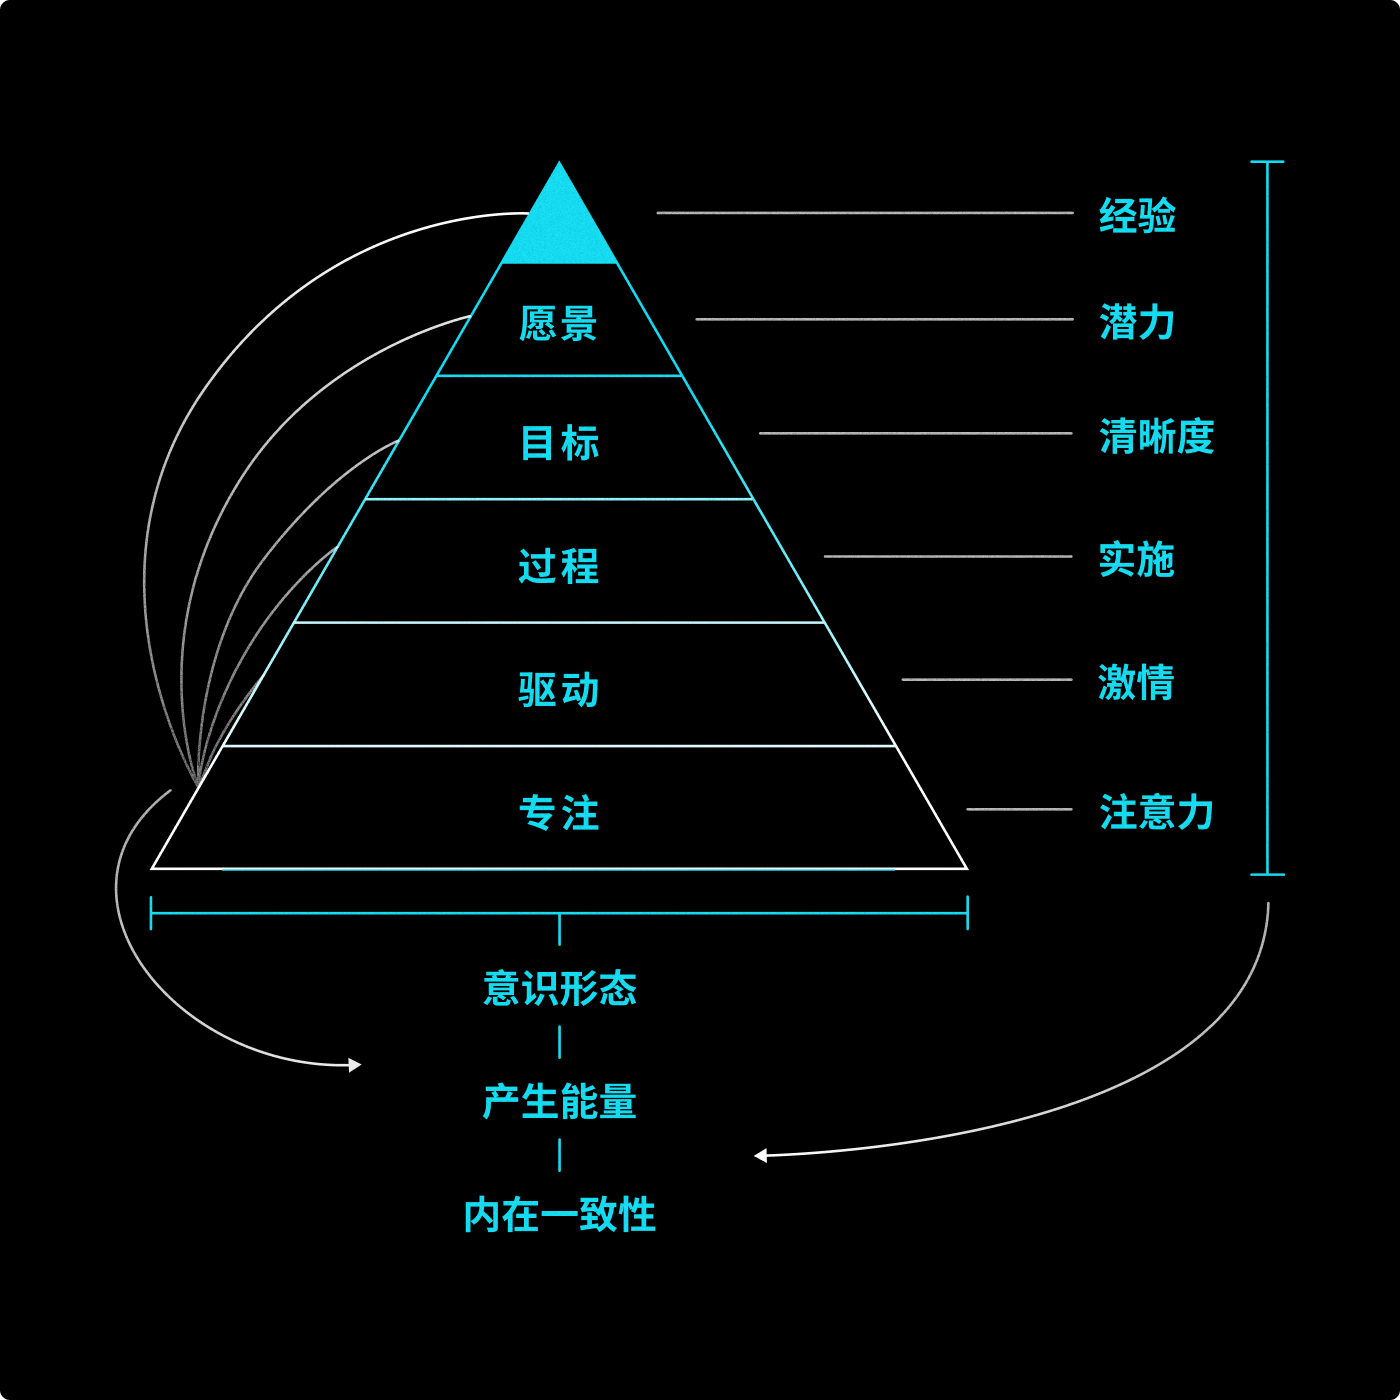 经验
愿景
潜力
目标
清晰度
过程
实施
驱动
激情
专注
注意力
意识形态
产生能量
内在一致性